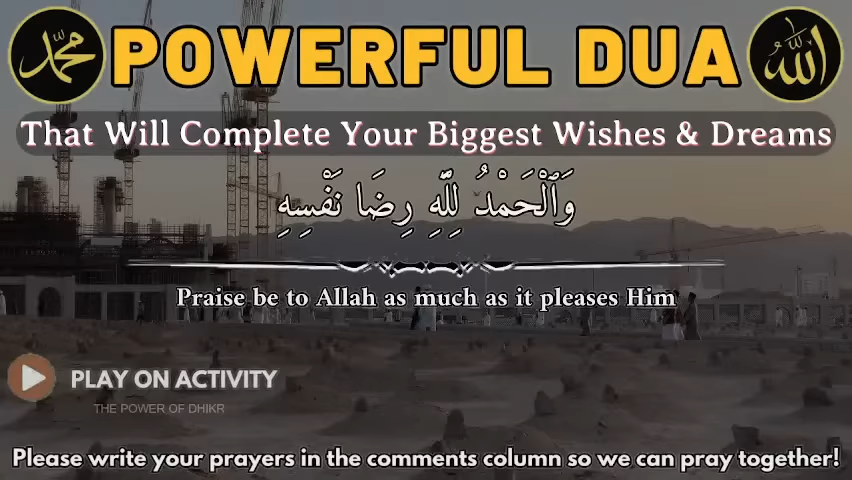 محمد POWERFUL DUA الله
That Will Complete Your Biggest Wishes & Dreams
وَٱلْحَمْدُ لِلّٰهِ رِضَا نَفْسِهِ
Praise be to Allah as much as it pleases Him
PLAY ON ACTIVITY
THE POWER OF DHIKR
Please write your prayers in the comments column so we can pray together!